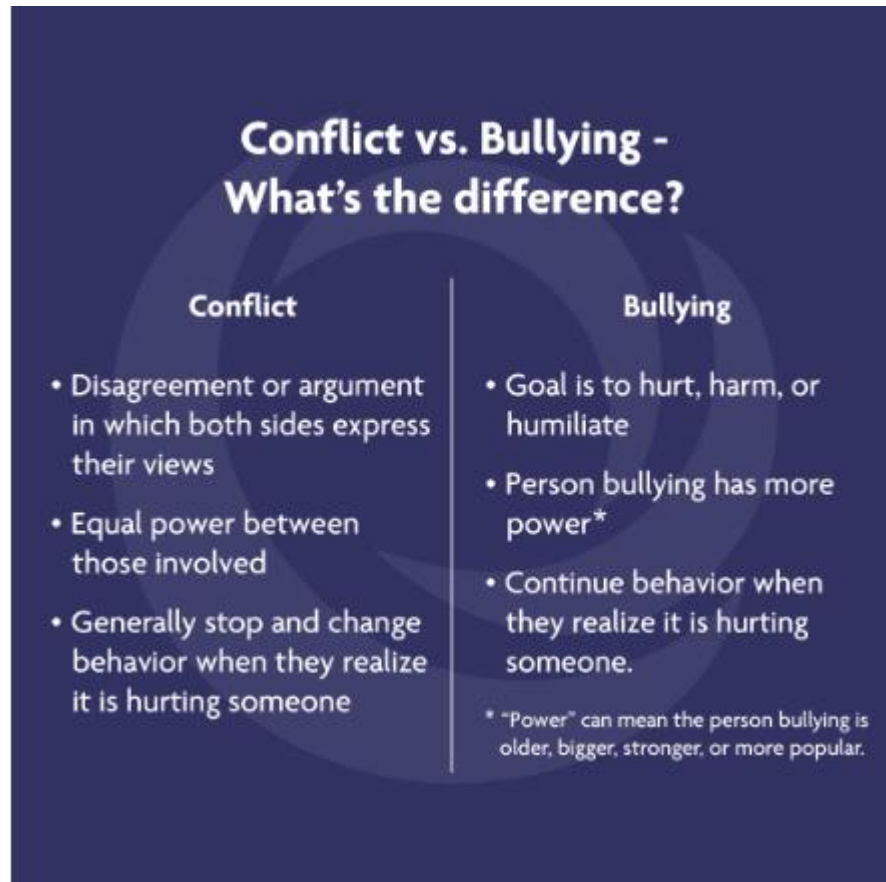 Conflict vs. Bullying -
What's the difference?
Conflict
• Disagreement or argument
in which both sides express
their views
• Equal power between
those involved
• Generally stop and change
behavior when they realize
it is hurting someone
Bullying
• Goal is to hurt, harm, or
humiliate
• Person bullying has more
power*
• Continue behavior when
they realize it is hurting
someone.
* “Power” can mean the person bullying is
older, bigger, stronger, or more popular.